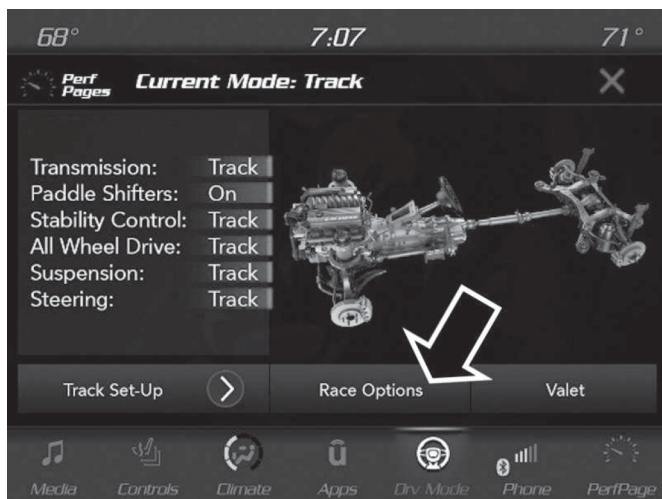 68° 7:07 71°
Perf
Pages
Current Mode: Track
Transmission: Track
Paddle Shifters: On
Stability Control: Track
All Wheel Drive: Track
Suspension: Track
Steering: Track
Track Set-Up Race Options Valet
Media Controls Climate Apps Drv Mode Phone PerfPage